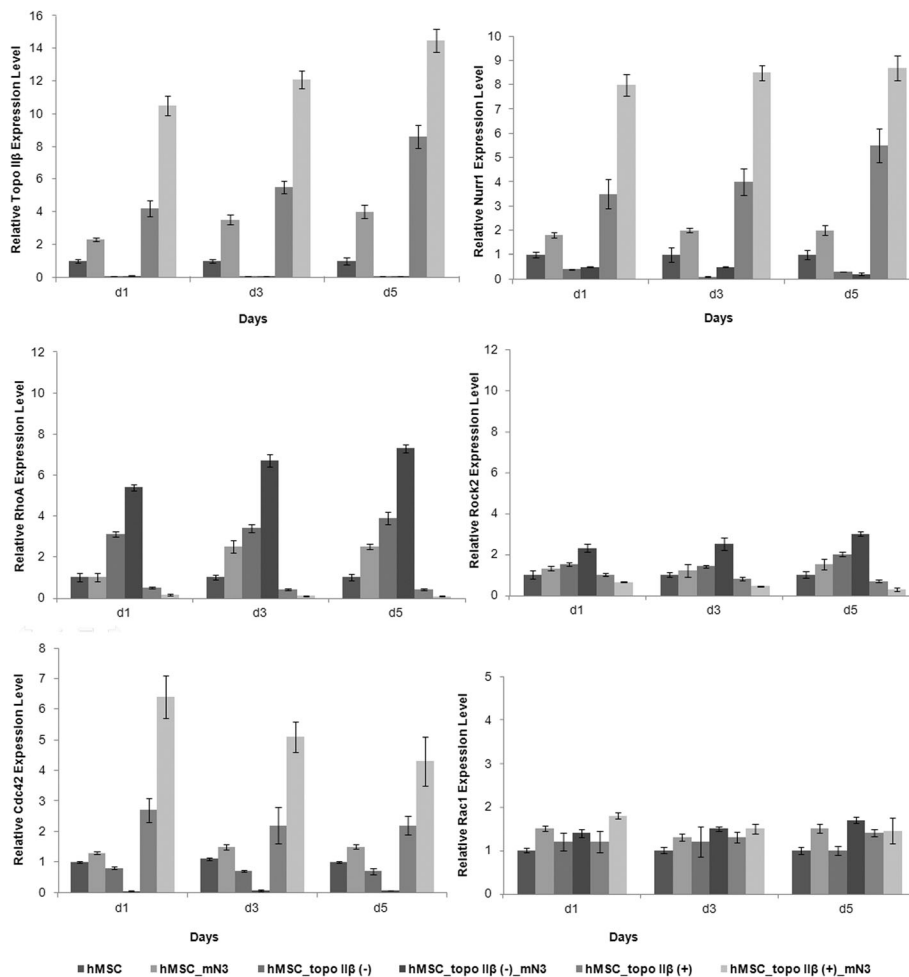 Relative Topo IIβ Expression Level
16
14
12
10
8
6
4
2
0
d1 d3 d5
Days
Relative Nurr1 Expression Level
10
9
8
7
6
5
4
3
2
1
0
d1 d3 d5
Days
Relative RhoA Expression Level
12
10
8
6
4
2
0
d1 d3 d5
Relative Rock2 Expression Level
12
10
8
6
4
2
0
d1 d3 d5
Relative Cdc42 Expession Level
8
7
6
5
4
3
2
1
0
d1 d3 d5
Days
Relative Rac1 Expession Level
5
4
3
2
1
0
d1 d3 d5
Days
hMSC hMSC_mN3 hMSC_topo IIβ (-) hMSC_topo IIβ (-)_mN3 hMSC_topo IIβ (+) hMSC_topo IIβ (+)_mN3